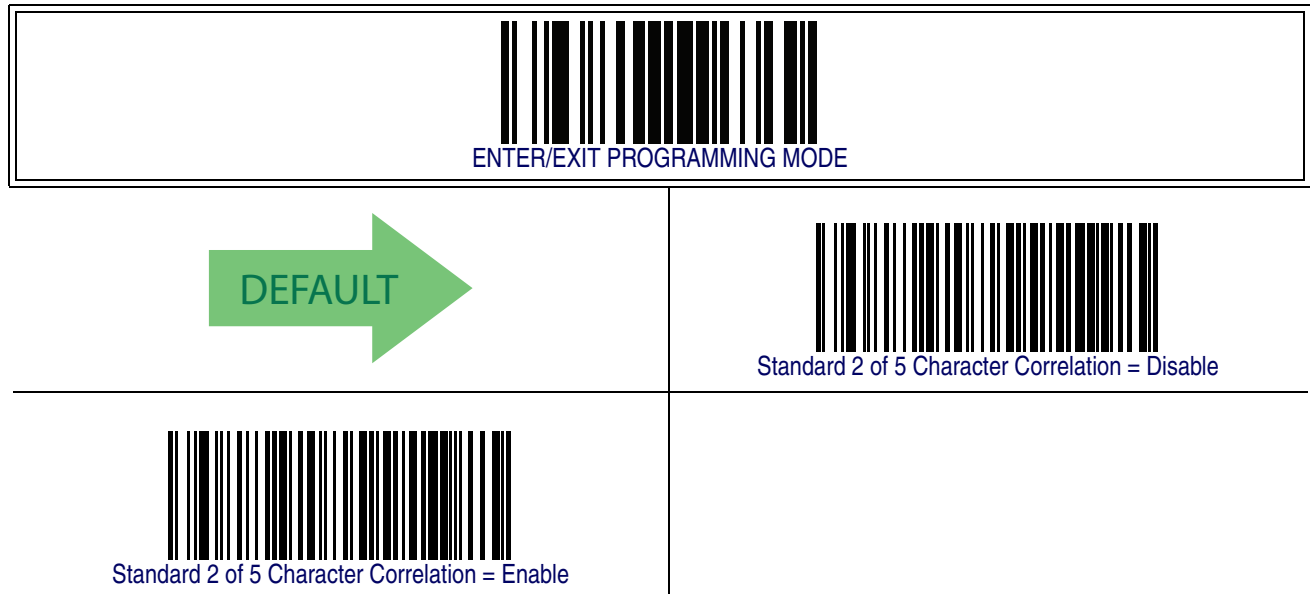 ENTER/EXIT PROGRAMMING MODE
DEFAULT
Standard 2 of 5 Character Correlation = Disable
Standard 2 of 5 Character Correlation = Enable